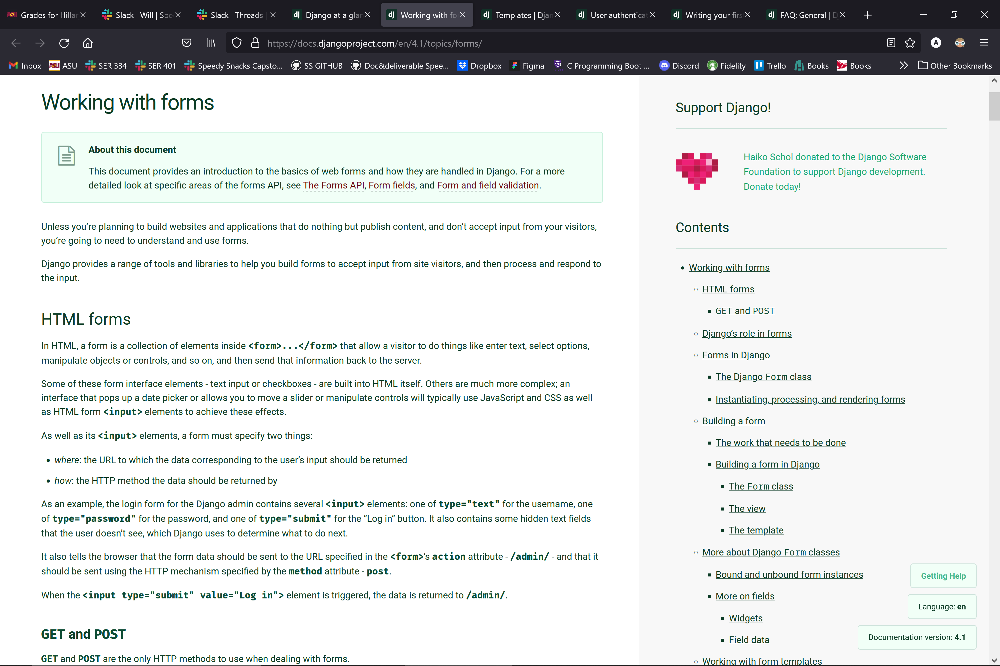 Grades for Hillar
Slack | Will | Spe
Slack | Threads |
Django at a glan
Working with fo
Templates | Djan
User authenticat
Writing your firs
FAQ: General | D
https://docs.djangoproject.com/en/4.1/topics/forms/
A
Inbox
ASU
SER 334
SER 401
Speedy Snacks Capsto...
SS GITHUB
Doc&deliverable Spee...
Dropbox
Figma
C Programming Boot ...
Discord
Fidelity
Trello
Books
Books
Other Bookmarks
Working with forms
About this document
This document provides an introduction to the basics of web forms and how they are handled in Django. For a more
detailed look at specific areas of the forms API, see The Forms API, Form fields, and Form and field validation.
Unless you’re planning to build websites and applications that do nothing but publish content, and don’t accept input from your visitors,
you’re going to need to understand and use forms.
Django provides a range of tools and libraries to help you build forms to accept input from site visitors, and then process and respond to
the input.
HTML forms
In HTML, a form is a collection of elements inside <form>...</form> that allow a visitor to do things like enter text, select options,
manipulate objects or controls, and so on, and then send that information back to the server.
Some of these form interface elements - text input or checkboxes - are built into HTML itself. Others are much more complex; an
interface that pops up a date picker or allows you to move a slider or manipulate controls will typically use JavaScript and CSS as well
as HTML form <input> elements to achieve these effects.
As well as its <input> elements, a form must specify two things:
• where: the URL to which the data corresponding to the user’s input should be returned
• how: the HTTP method the data should be returned by
As an example, the login form for the Django admin contains several <input> elements: one of type="text" for the username, one
of type="password" for the password, and one of type="submit" for the “Log in” button. It also contains some hidden text fields
that the user doesn’t see, which Django uses to determine what to do next.
It also tells the browser that the form data should be sent to the URL specified in the <form>’s action attribute - /admin/ - and that it
should be sent using the HTTP mechanism specified by the method attribute - post.
When the <input type="submit" value="Log in"> element is triggered, the data is returned to /admin/.
GET and POST
GET and POST are the only HTTP methods to use when dealing with forms.
Support Django!
Haiko Schol donated to the Django Software
Foundation to support Django development.
Donate today!
Contents
Working with forms
HTML forms
GET and POST
Django’s role in forms
Forms in Django
The Django Form class
Instantiating, processing, and rendering forms
Building a form
The work that needs to be done
Building a form in Django
The Form class
The view
The template
More about Django Form classes
Bound and unbound form instances
More on fields
Widgets
Field data
Working with form templates
Getting Help
Language: en
Documentation version: 4.1